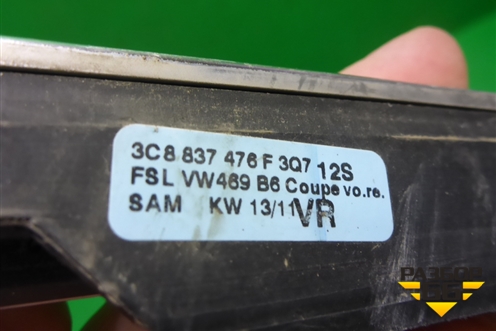 3C8 837 476 F 3Q7 12S
FSL VW469 B6 Coupe vo.re.
SAM KW 13/11 VR